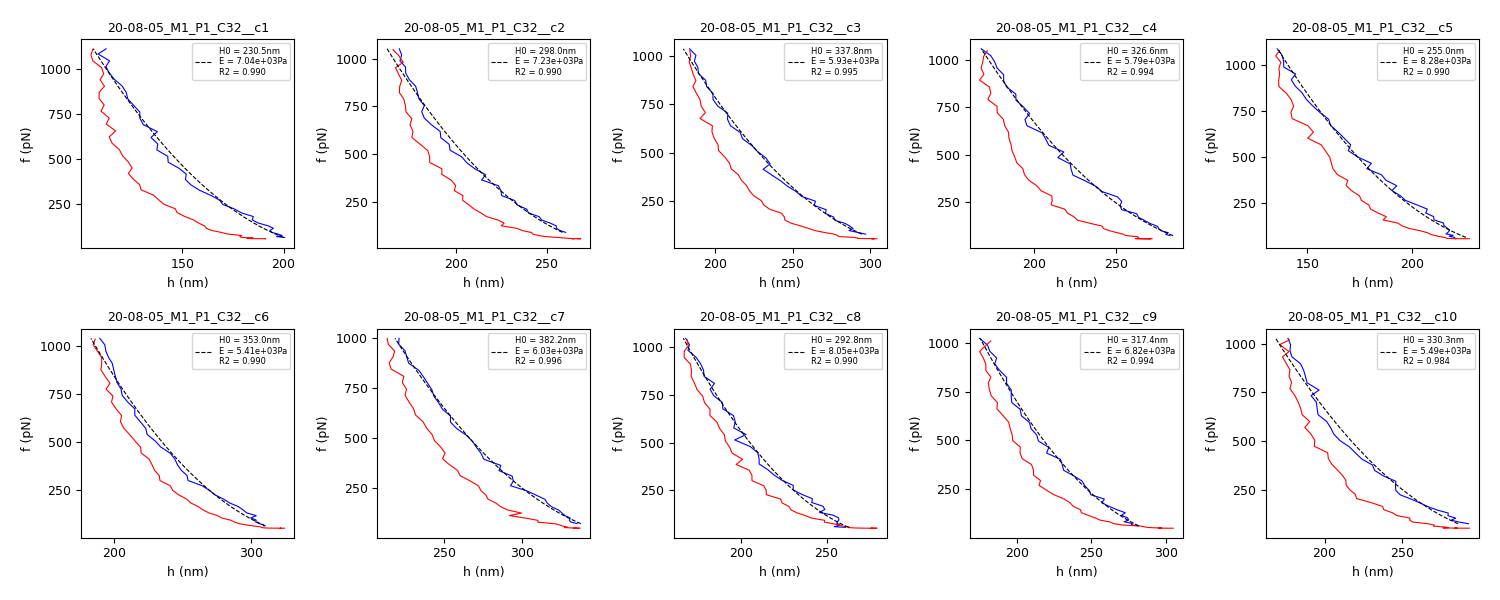 20-08-05_M1_P1_C32__c1
H0 = 230.5nm
E = 7.04e+03Pa
R2 = 0.990
1000
750
500
250
f (pN)
150
200
h (nm)
20-08-05_M1_P1_C32__c2
H0 = 298.0nm
E = 7.23e+03Pa
R2 = 0.990
1000
750
500
250
f (pN)
200
250
h (nm)
20-08-05_M1_P1_C32__c3
H0 = 337.8nm
E = 5.93e+03Pa
R2 = 0.995
1000
750
500
250
f (pN)
200
250
300
h (nm)
20-08-05_M1_P1_C32__c4
H0 = 326.6nm
E = 5.79e+03Pa
R2 = 0.994
1000
750
500
250
f (pN)
200
250
h (nm)
20-08-05_M1_P1_C32__c5
H0 = 255.0nm
E = 8.28e+03Pa
R2 = 0.990
1000
750
500
250
f (pN)
150
200
h (nm)
20-08-05_M1_P1_C32__c6
H0 = 353.0nm
E = 5.41e+03Pa
R2 = 0.990
1000
750
500
250
f (pN)
200
300
h (nm)
20-08-05_M1_P1_C32__c7
H0 = 382.2nm
E = 6.03e+03Pa
R2 = 0.996
1000
750
500
250
f (pN)
250
300
h (nm)
20-08-05_M1_P1_C32__c8
H0 = 292.8nm
E = 8.05e+03Pa
R2 = 0.990
1000
750
500
250
f (pN)
200
250
h (nm)
20-08-05_M1_P1_C32__c9
H0 = 317.4nm
E = 6.82e+03Pa
R2 = 0.994
1000
750
500
250
f (pN)
200
250
300
h (nm)
20-08-05_M1_P1_C32__c10
H0 = 330.3nm
E = 5.49e+03Pa
R2 = 0.984
1000
750
500
250
f (pN)
200
250
h (nm)